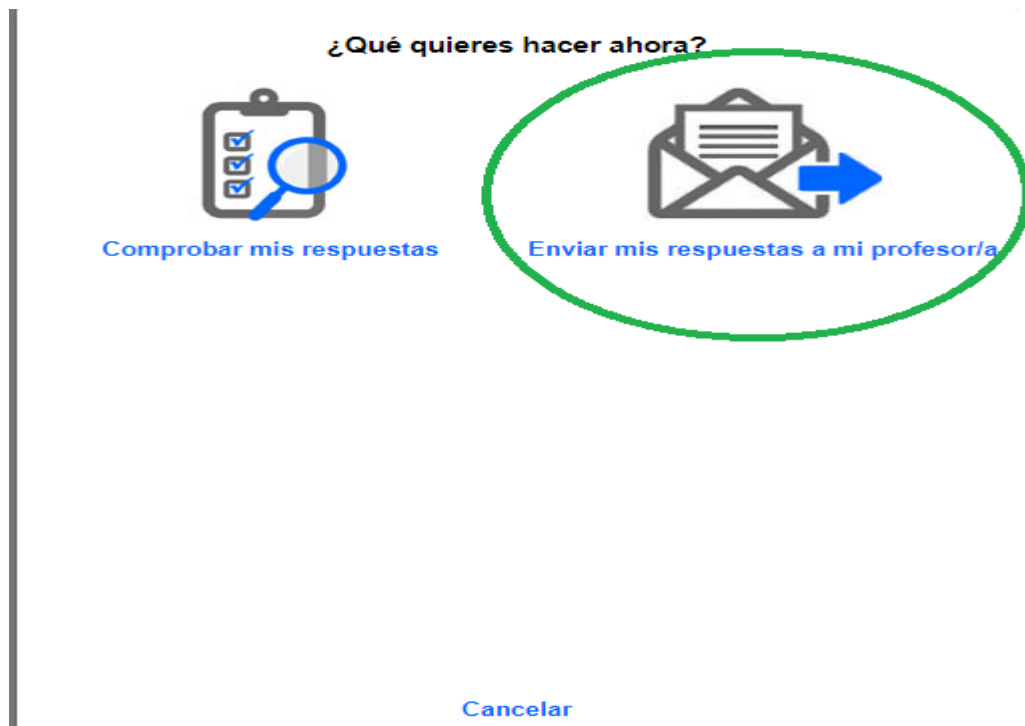 ¿Qué quieres hacer ahora?
Comprobar mis respuestas
Enviar mis respuestas a mi profesor/a
Cancelar